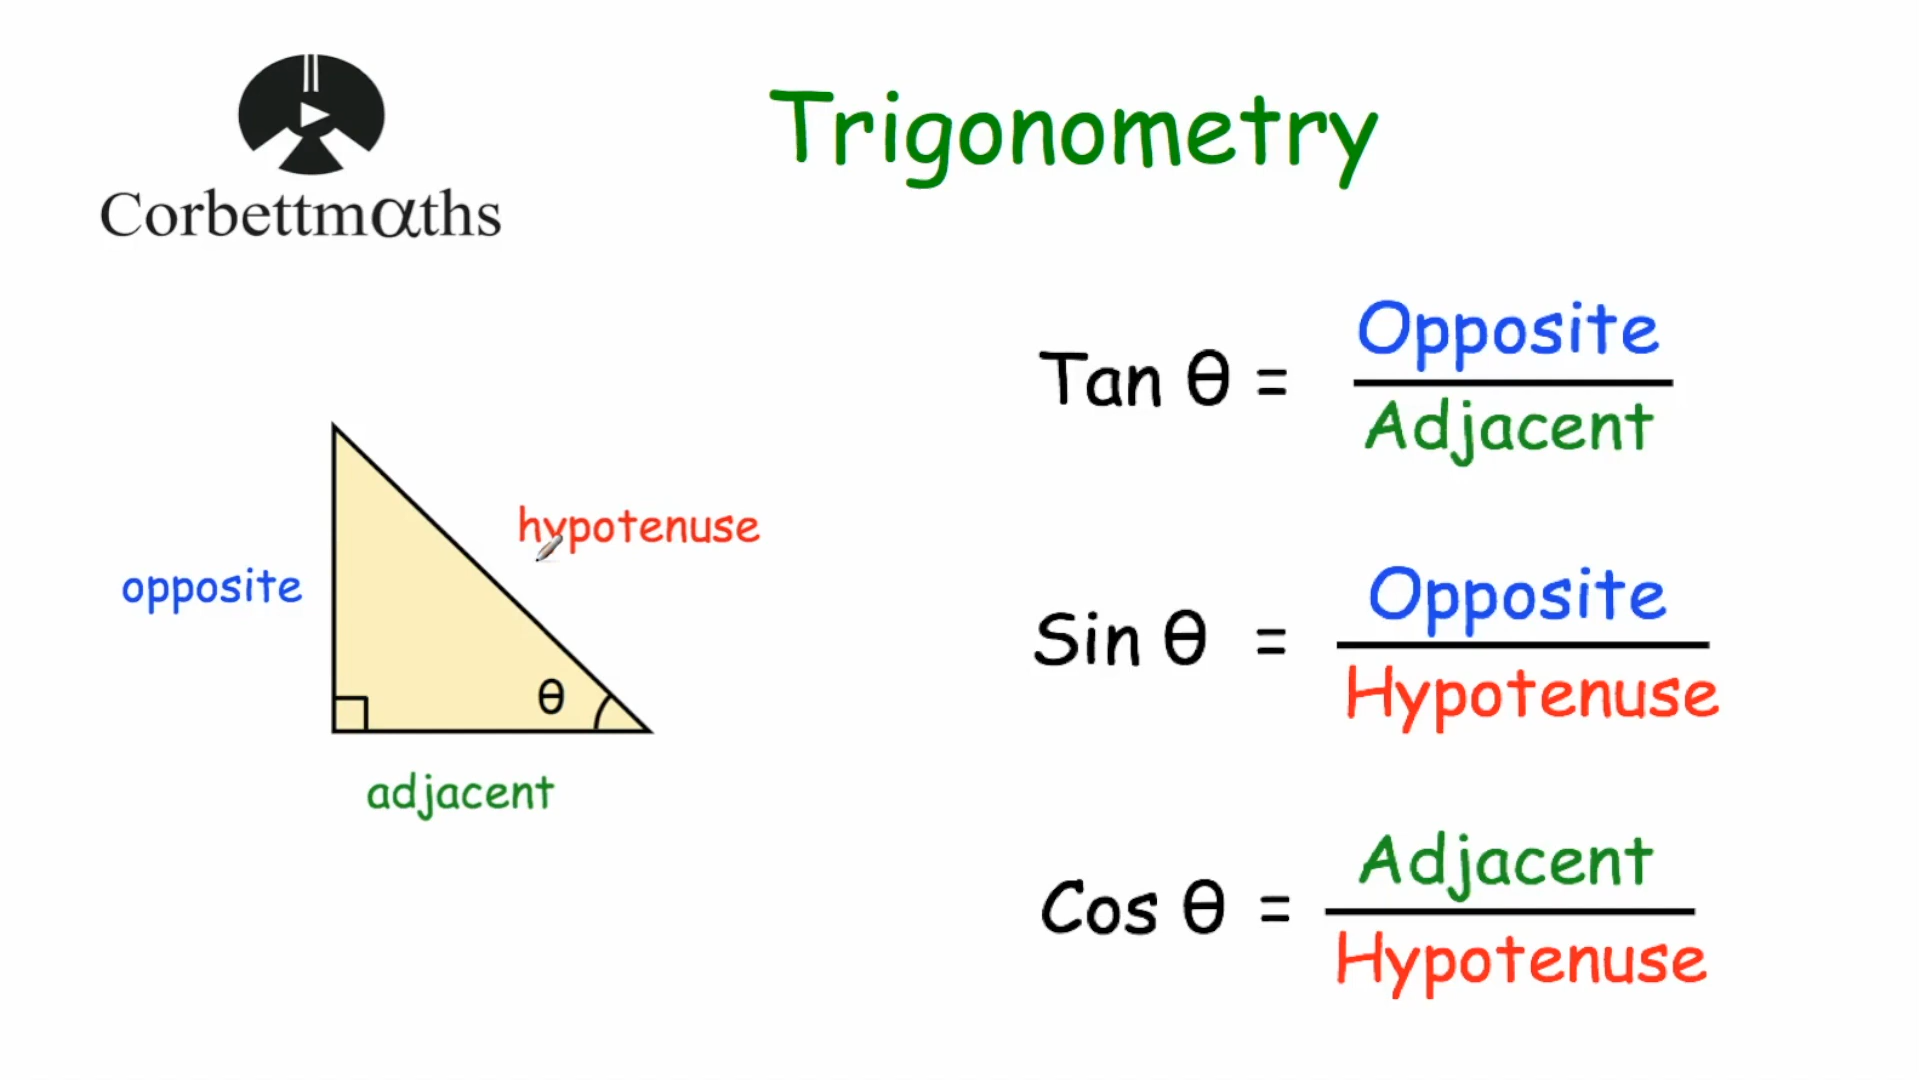 Corbettmαths
Trigonometry
opposite
hypotenuse
θ
adjacent
Tan θ = Opposite
Adjacent
Sin θ = Opposite
Hypotenuse
Cos θ = Adjacent
Hypotenuse